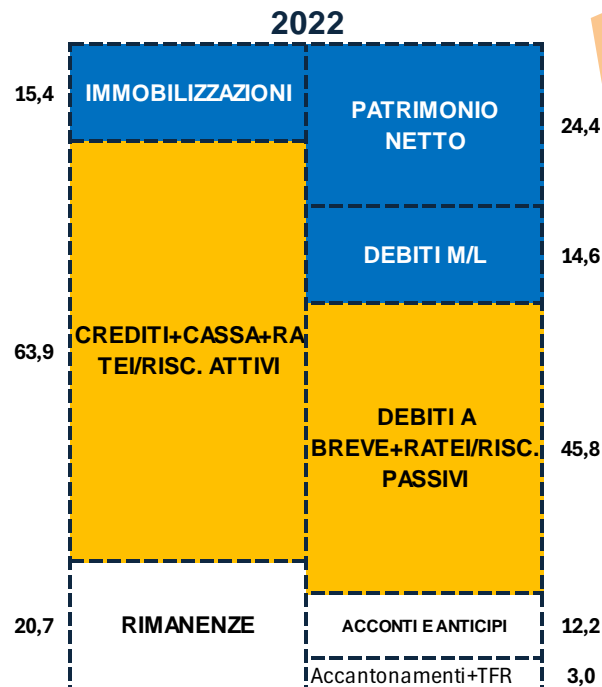 2022
15,4
IMMOBILIZZAZIONI
PATRIMONIO
NETTO
24,4
DEBITI M/L
14,6
63,9
CREDITI+CASSA+RA
TEI/RISC. ATTIVI
DEBITI A
BREVE+RATEI/RISC.
PASSIVI
45,8
20,7
RIMANENZE
ACCONTI E ANTICIPI
12,2
Accantonamenti+TFR
3,0